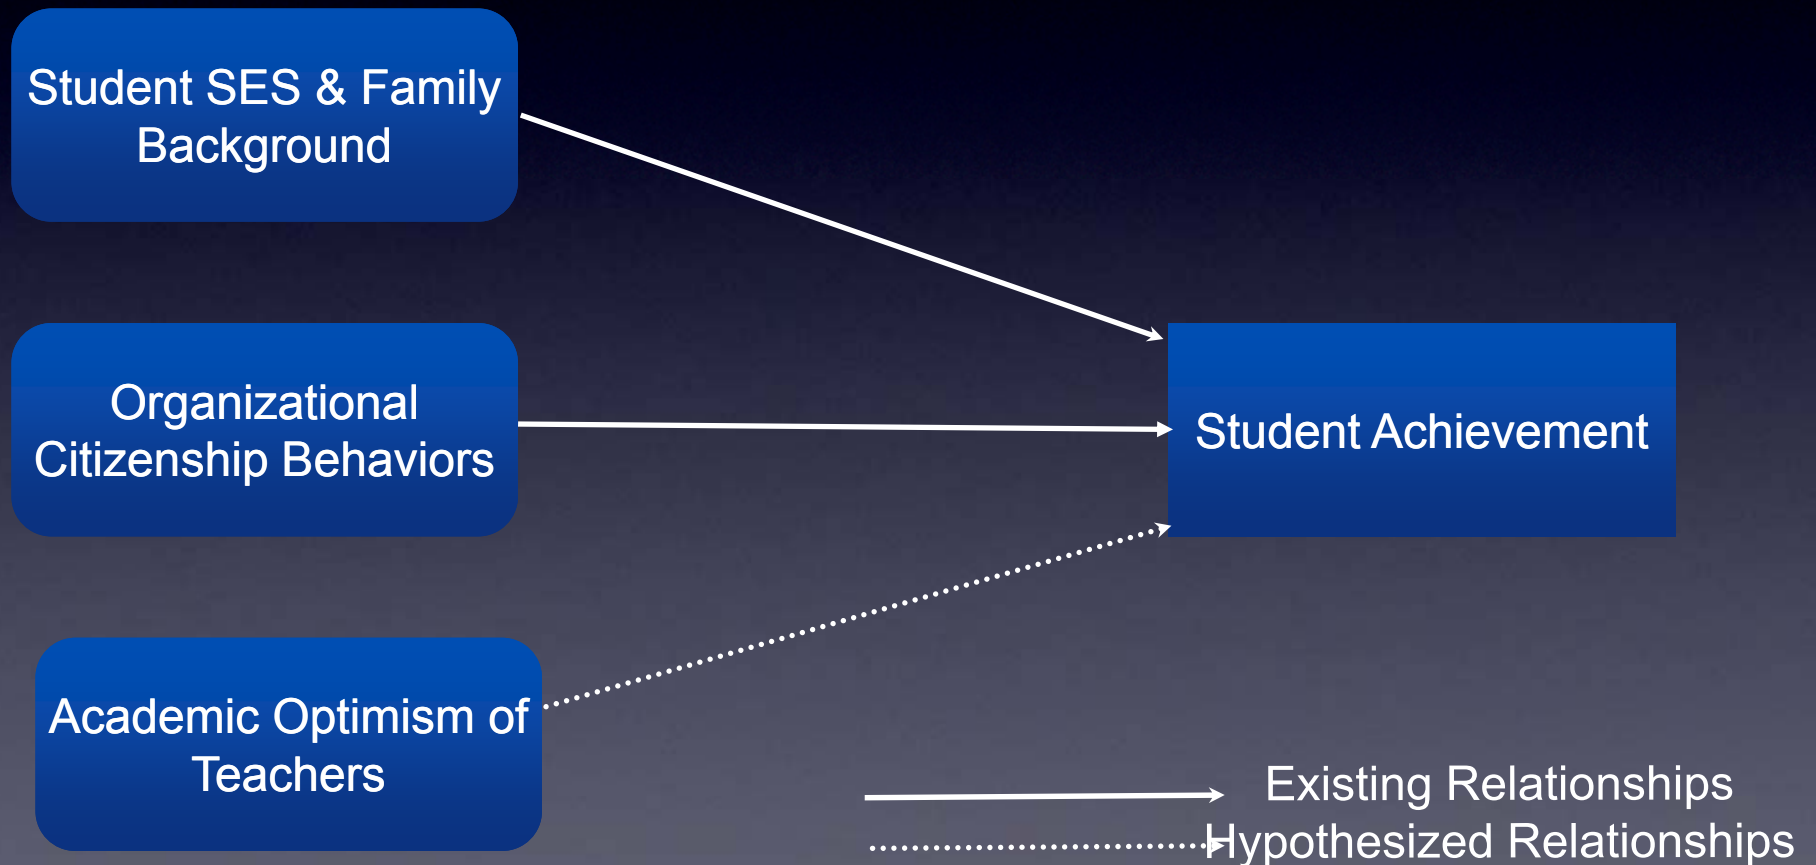 Student SES & Family
Background
Organizational
Citizenship Behaviors
Student Achievement
Academic Optimism of
Teachers
Existing Relationships
Hypothesized Relationships